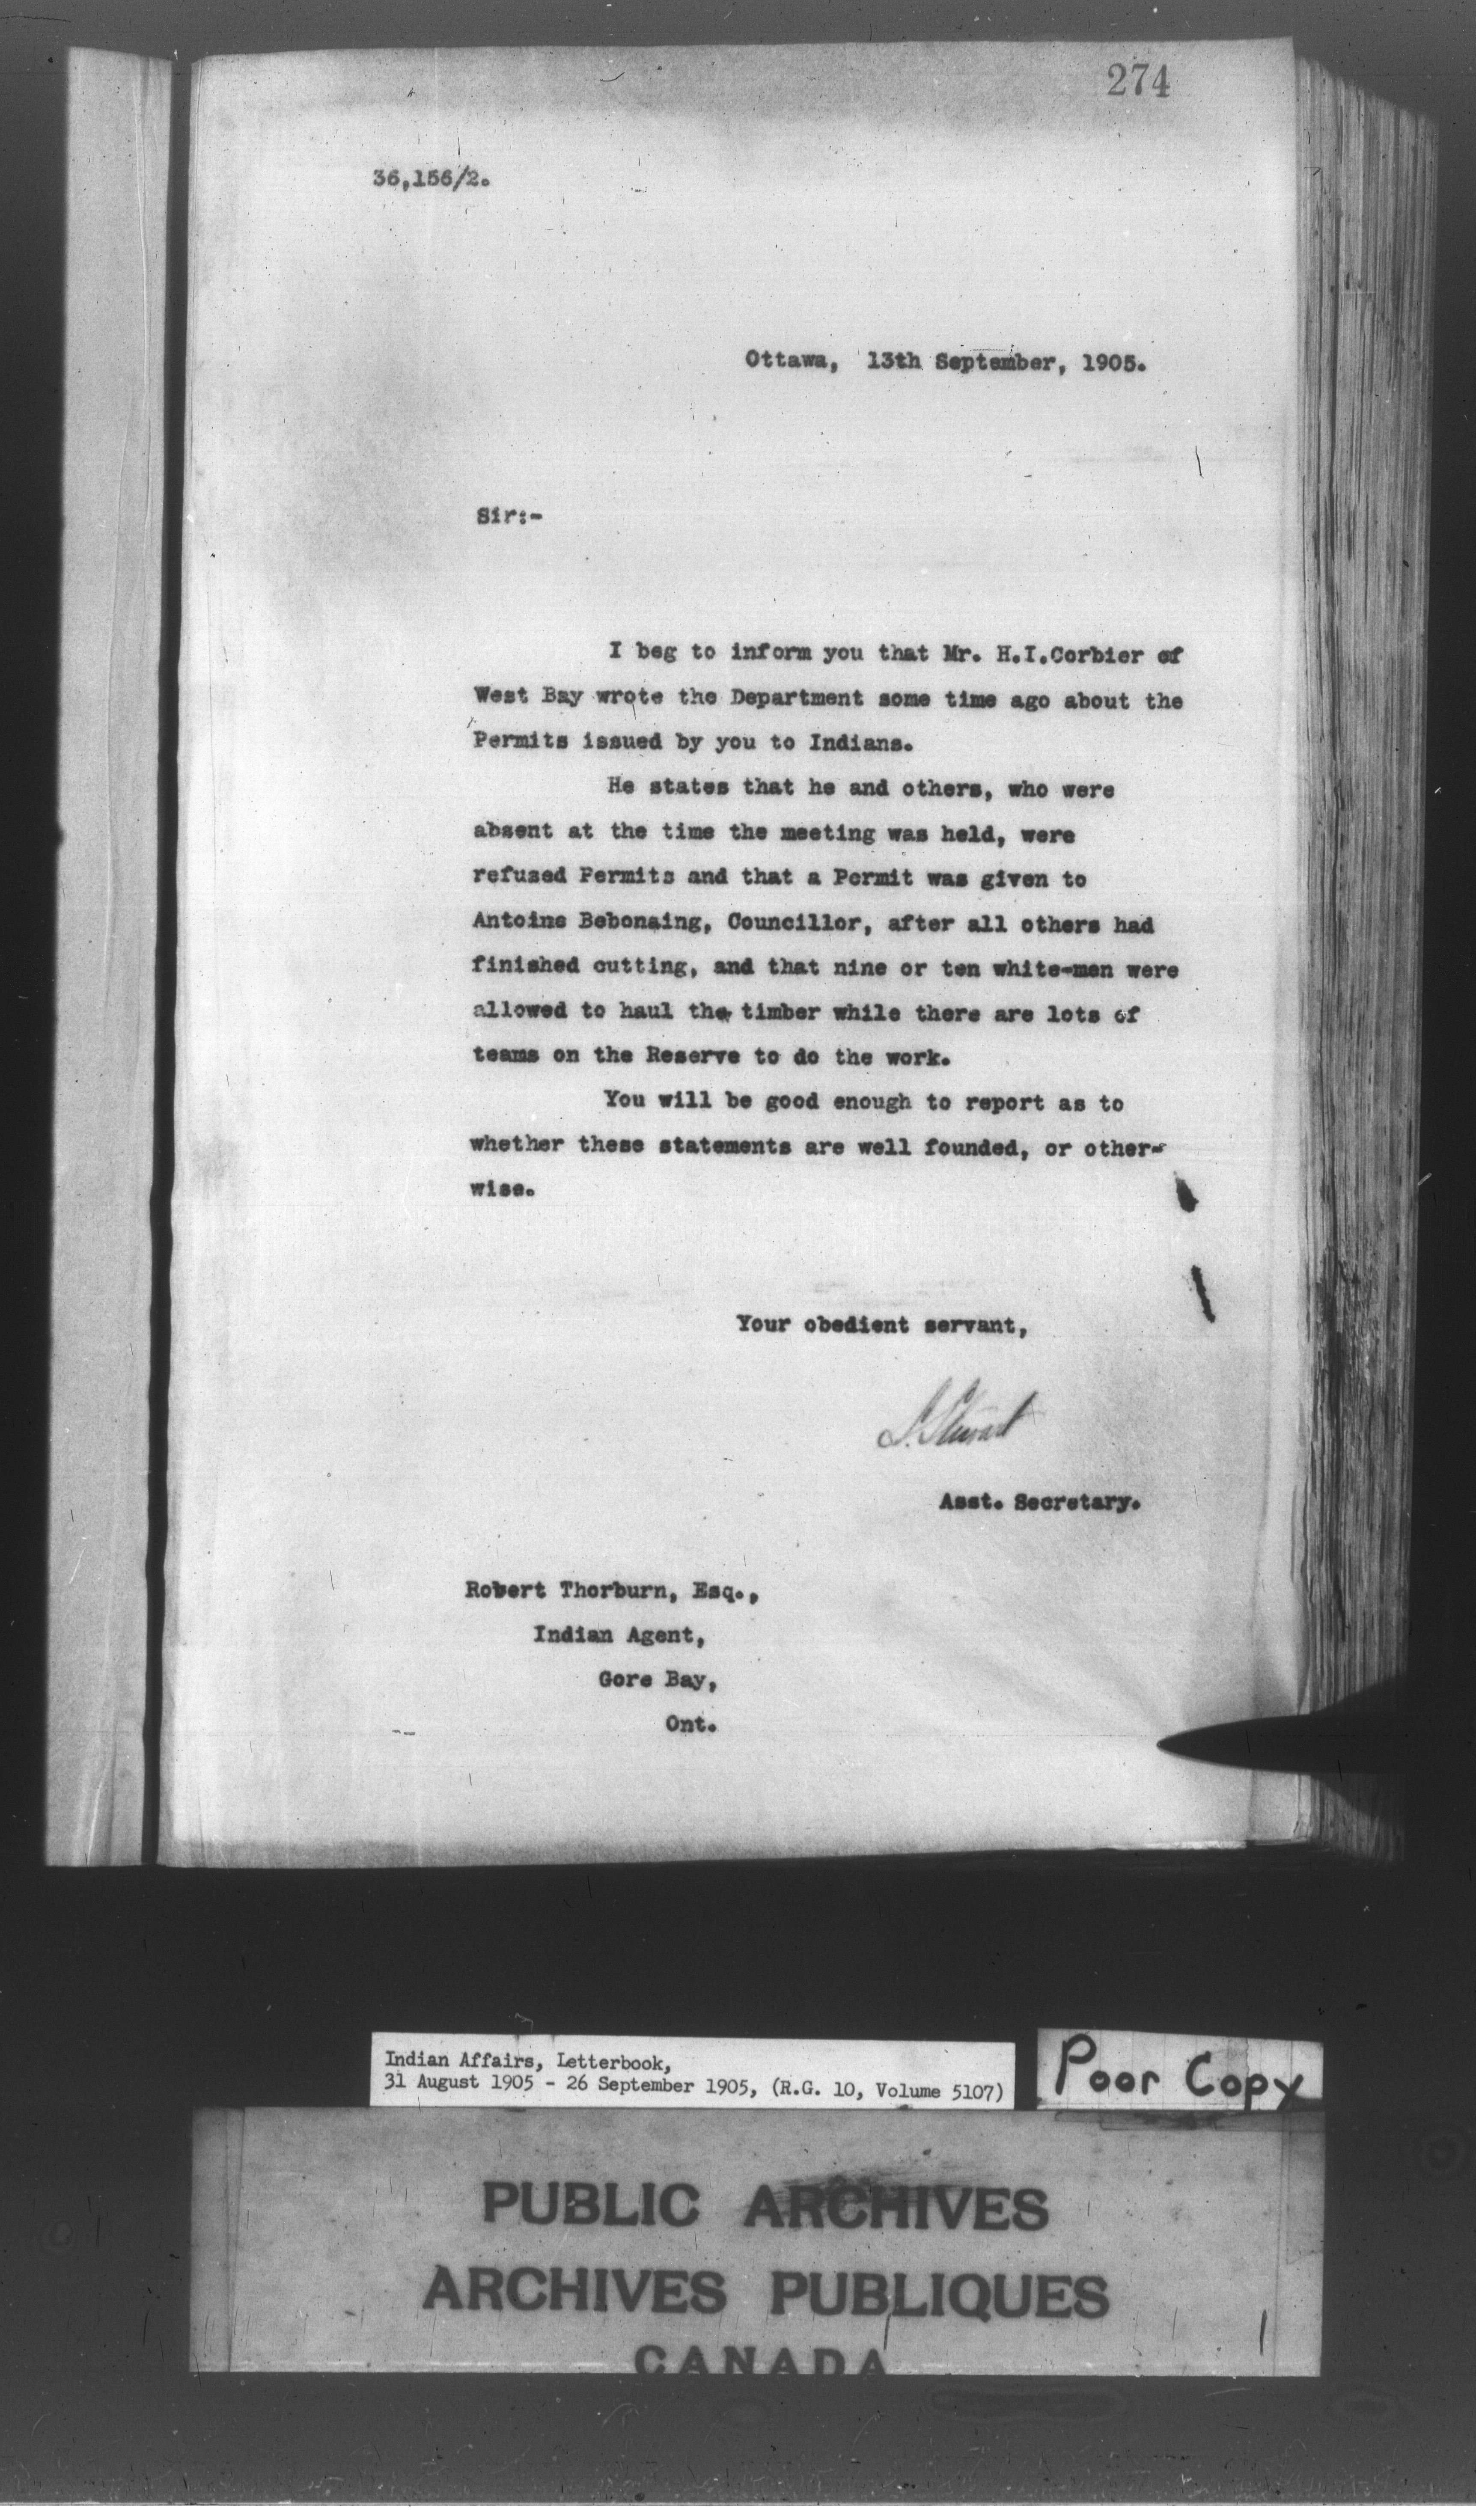 274
36,156/2.
Ottawa, 13th September, 1905.
Sir:-
I beg to inform you that Mr. H.I.Corbier of
West Bay wrote the Department some time ago about the
Permits issued by you to Indians.
He states that he and others, who were
absent at the time the meeting was held, were
refused Permits and that a Permit was given to
Antoine Bebonaing, Councillor, after all others had
finished cutting, and that nine or ten white-men were
allowed to haul the timber while there are lots of
teams on the Reserve to do the work.
You will be good enough to report as to
whether these statements are well founded, or other-
wise.
Your obedient servant,
S. Stewart
Asst. Secretary.
Robert Thorburn, Esq.,
Indian Agent,
Gore Bay,
Ont.
Indian Affairs, Letterbook,
31 August 1905 - 26 September 1905, (R.G. 10, Volume 5107)
Poor Copy
PUBLIC ARCHIVES
ARCHIVES PUBLIQUES
CANADA